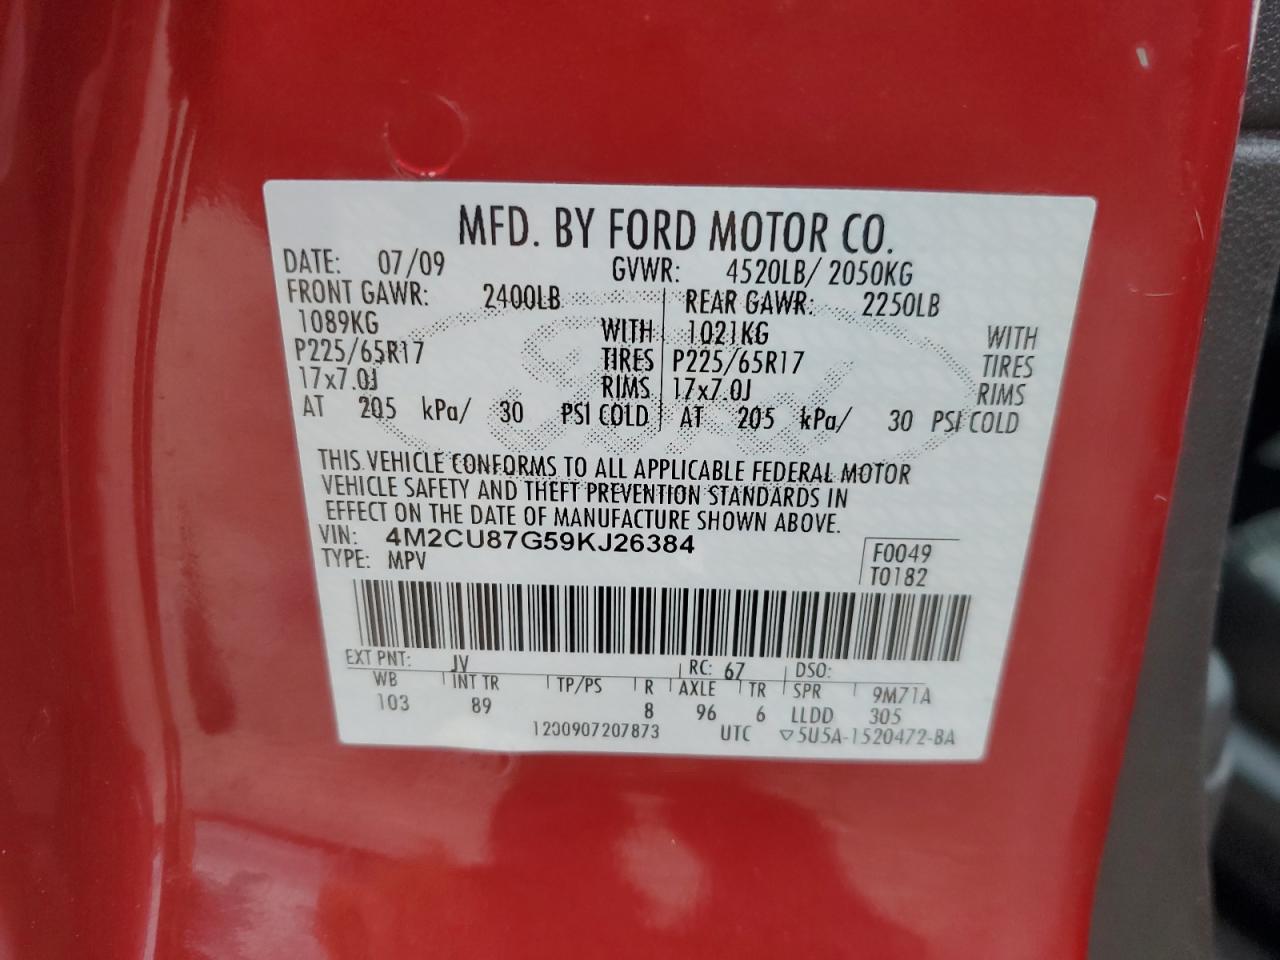 MFD. BY FORD MOTOR CO.
DATE: 07/09 GVWR: 4520LB/ 2050KG
FRONT GAWR: 2400LB REAR GAWR: 2250LB
1089KG WITH 1021KG WITH
P225/65R17 TIRES P225/65R17 TIRES
17x7.0J RIMS 17x7.0J RIMS
AT 205 kPa/ 30 PSI COLD AT 205 kPa/ 30 PSI COLD
THIS VEHICLE CONFORMS TO ALL APPLICABLE FEDERAL MOTOR
VEHICLE SAFETY AND THEFT PREVENTION STANDARDS IN
EFFECT ON THE DATE OF MANUFACTURE SHOWN ABOVE.
VIN: 4M2CU87G59KJ26384 F0049
TYPE: MPV T0182
EXT PNT: JV RC: 67 DSO:
WB INT TR TP/PS R AXLE TR SPR 9M71A
103 89 8 96 6 LLDD 305
1200907207873 UTC ▽5U5A-1520472-BA